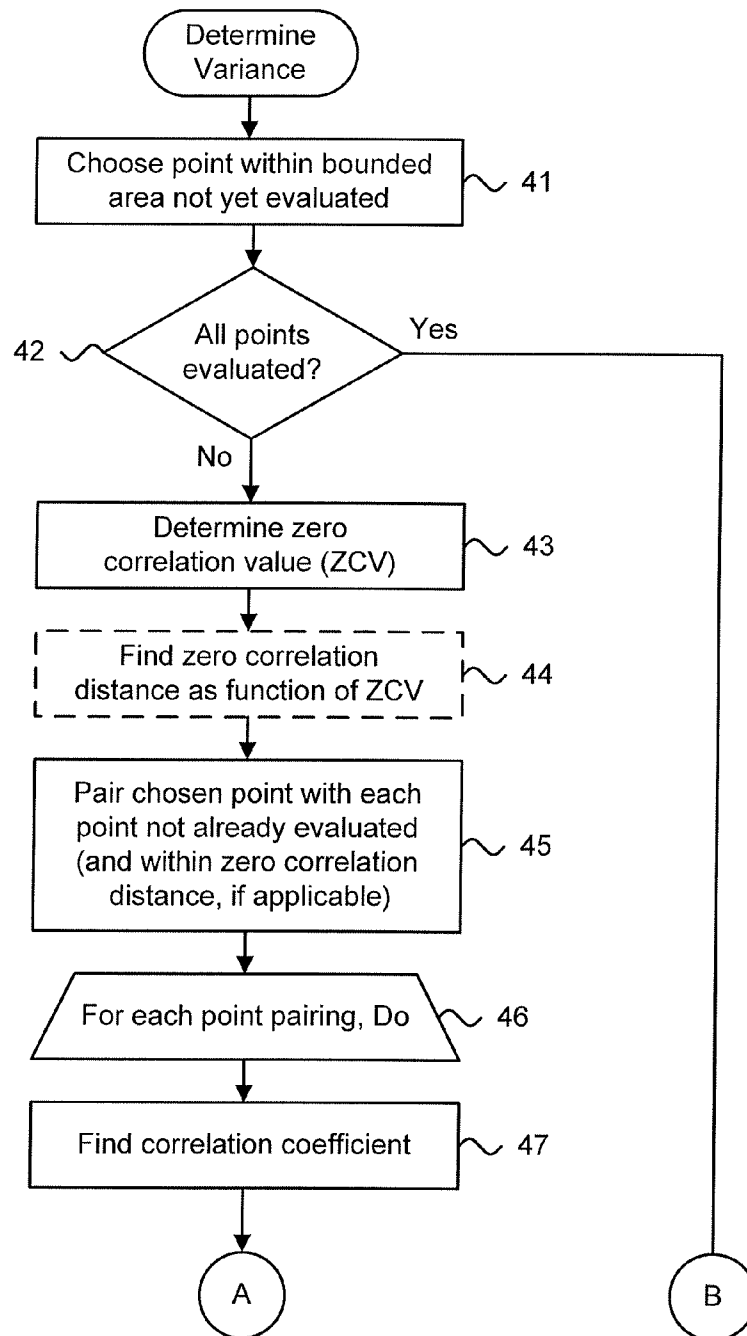 Determine
Variance
Choose point within bounded
area not yet evaluated
41
All points
evaluated?
42
Yes
No
Determine zero
correlation value (ZCV)
43
Find zero correlation
distance as function of ZCV
44
Pair chosen point with each
point not already evaluated
(and within zero correlation
distance, if applicable)
45
For each point pairing, Do
46
Find correlation coefficient
47
A
B